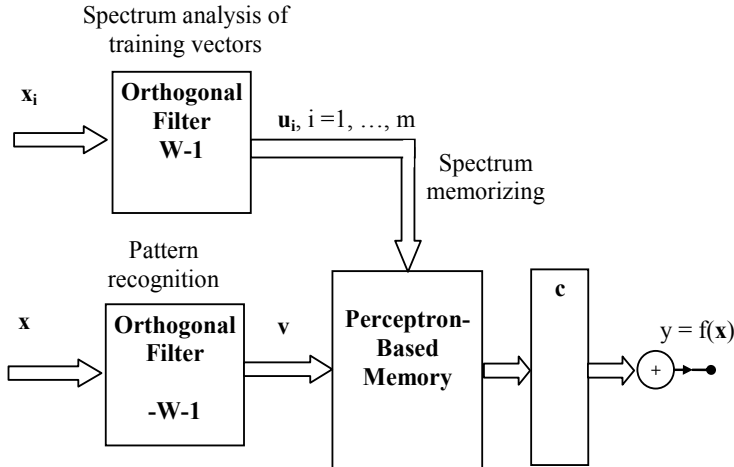 Spectrum analysis of
training vectors
xi
Orthogonal
Filter
W-1
ui, i =1, …, m
Spectrum
memorizing
Pattern
recognition
x
Orthogonal
Filter
-W-1
v
Perceptron-
Based
Memory
c
y = f(x)
+